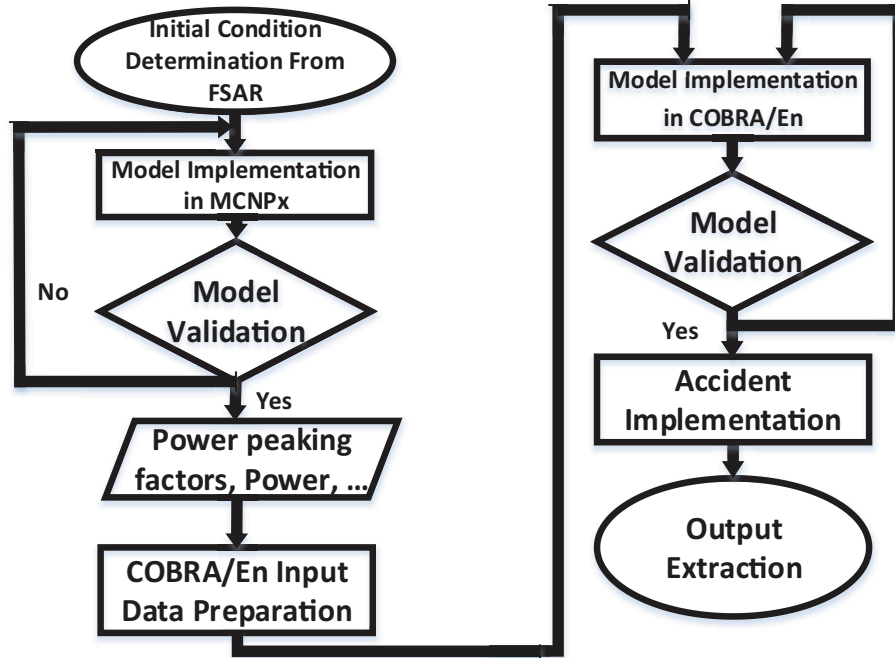 Initial Condition
Determination From
FSAR
Model Implementation
in MCNPx
Model
Validation
No
Yes
Power peaking
factors, Power, ...
COBRA/En Input
Data Preparation
Model Implementation
in COBRA/En
Model
Validation
Yes
Accident
Implementation
Output
Extraction